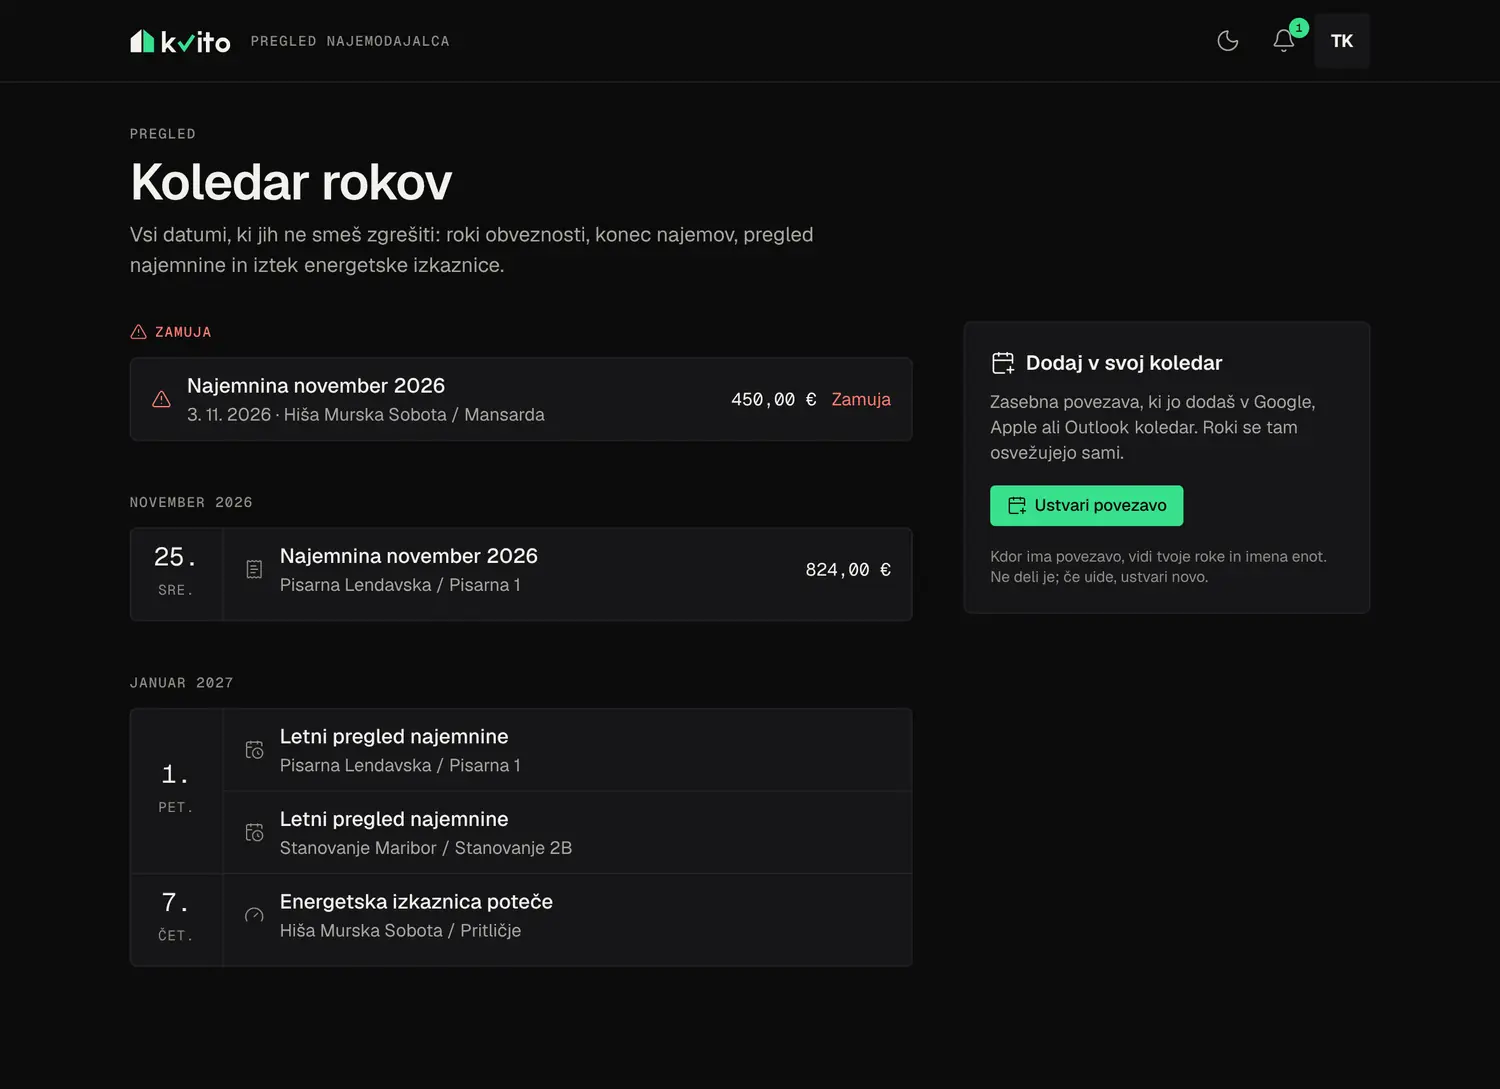 kvito
PREGLED NAJEMODAJALCA
1
TK
PREGLED
Koledar rokov
Vsi datumi, ki jih ne smeš zgrešiti: roki obveznosti, konec najemov, pregled
najemnine in iztek energetske izkaznice.
ZAMUJA
Najemnina november 2026
3. 11. 2026 · Hiša Murska Sobota / Mansarda
450,00 € Zamuja
NOVEMBER 2026
25.
SRE.
Najemnina november 2026
Pisarna Lendavska / Pisarna 1
824,00 €
JANUAR 2027
1.
PET.
Letni pregled najemnine
Pisarna Lendavska / Pisarna 1
Letni pregled najemnine
Stanovanje Maribor / Stanovanje 2B
7.
ČET.
Energetska izkaznica poteče
Hiša Murska Sobota / Pritličje
Dodaj v svoj koledar
Zasebna povezava, ki jo dodaš v Google,
Apple ali Outlook koledar. Roki se tam
osvežujejo sami.
Ustvari povezavo
Kdor ima povezavo, vidi tvoje roke in imena enot.
Ne deli je; če uide, ustvari novo.